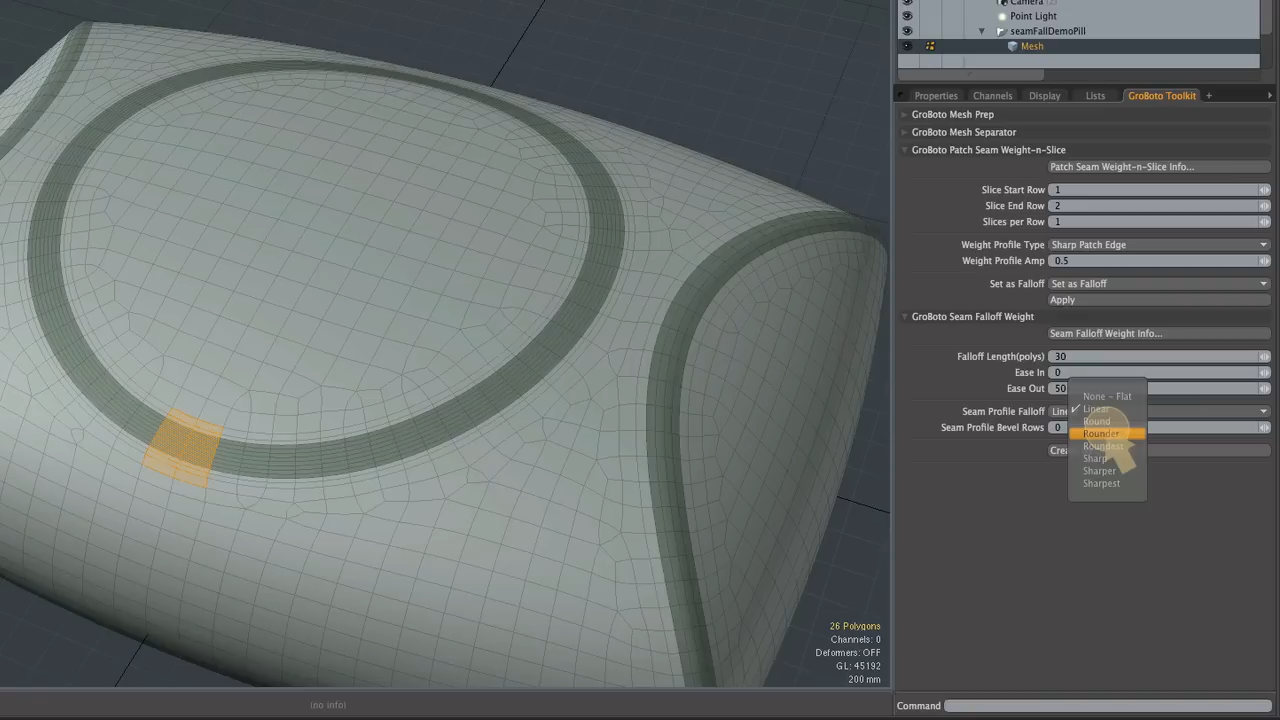 Camera (2)
Point Light
seamFallDemoPill
Mesh
Properties Channels Display Lists GroBoto Toolkit +
GroBoto Mesh Prep
GroBoto Mesh Separator
GroBoto Patch Seam Weight-n-Slice
Patch Seam Weight-n-Slice Info...
Slice Start Row 1
Slice End Row 2
Slices per Row 1
Weight Profile Type Sharp Patch Edge
Weight Profile Amp 0.5
Set as Falloff Set as Falloff
Apply
GroBoto Seam Falloff Weight
Seam Falloff Weight Info...
Falloff Length(polys) 30
Ease In 0
Ease Out 50
None - Flat
Seam Profile Falloff Linear
Round
Seam Profile Bevel Rows 0 Rounder
Roundest
Sharp
Sharper
Sharpest
26 Polygons
Channels: 0
Deformers: OFF
GL: 45192
200 mm
(no info)
Command